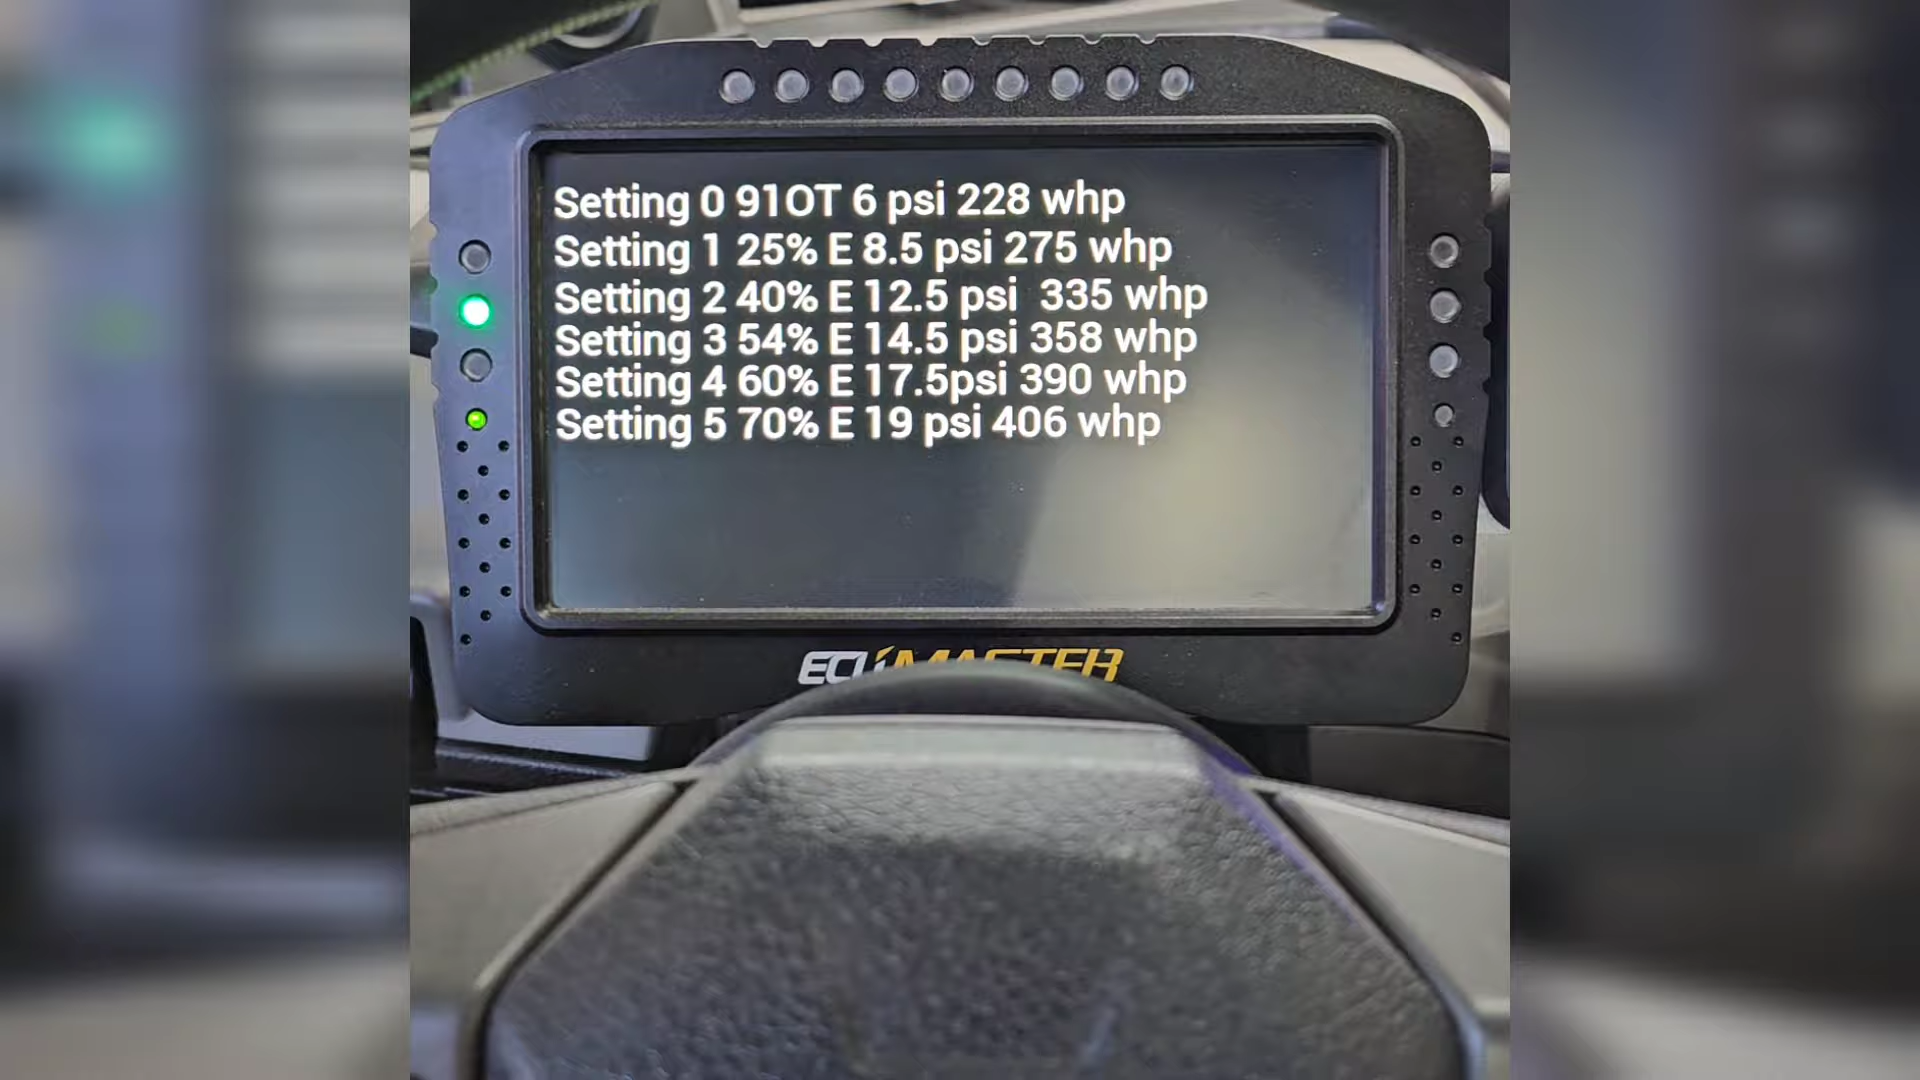 Setting 0 91OT 6 psi 228 whp
Setting 1 25% E 8.5 psi 275 whp
Setting 2 40% E 12.5 psi  335 whp
Setting 3 54% E 14.5 psi 358 whp
Setting 4 60% E 17.5psi 390 whp
Setting 5 70% E 19 psi 406 whp
ECUMASTER